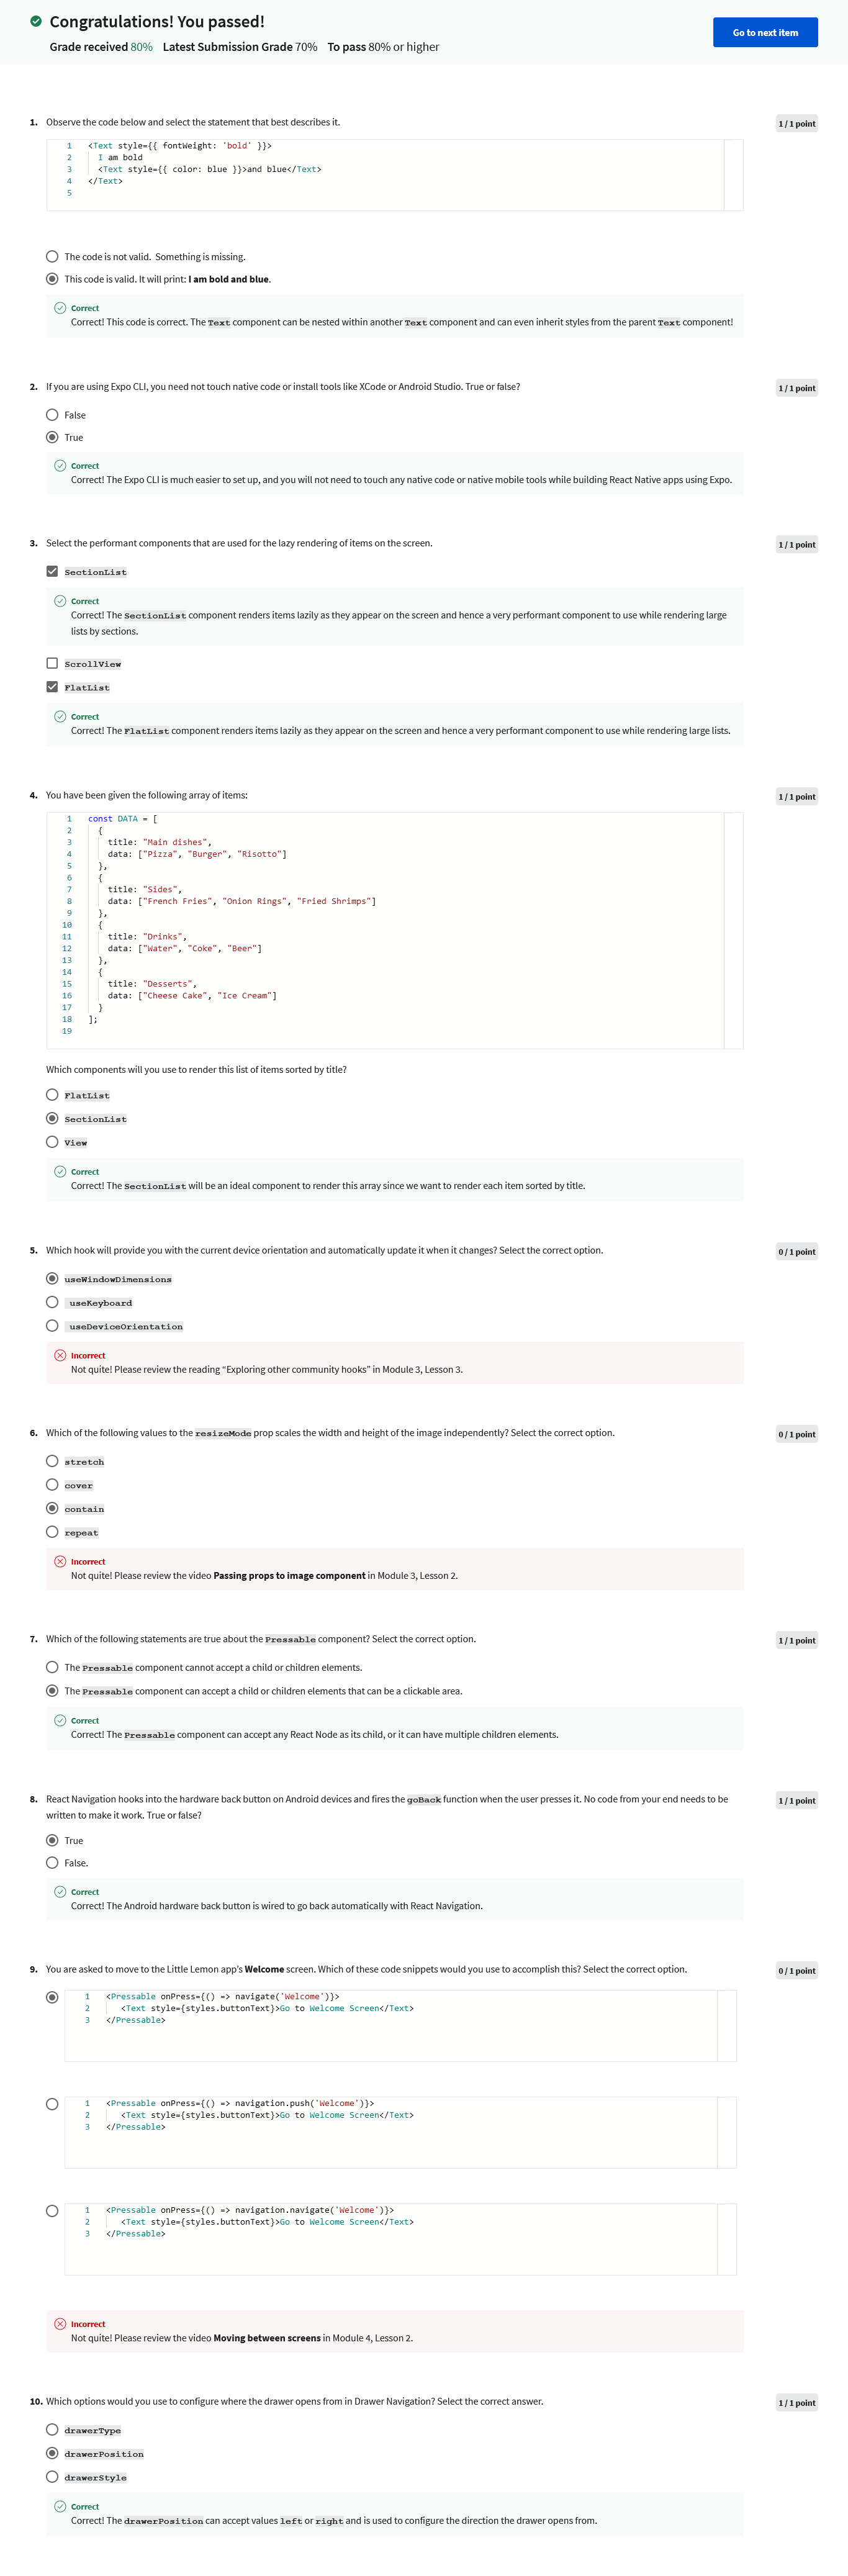 Congratulations! You passed!
Grade received 80% Latest Submission Grade 70% To pass 80% or higher
Go to next item
1. Observe the code below and select the statement that best describes it.
1 / 1 point
1 <Text style={{ fontWeight: 'bold' }}>
2 I am bold
3 <Text style={{ color: blue }}>and blue</Text>
4 </Text>
5
The code is not valid. Something is missing.
This code is valid. It will print: I am bold and blue.
Correct
Correct! This code is correct. The Text component can be nested within another Text component and can even inherit styles from the parent Text component!
2. If you are using Expo CLI, you need not touch native code or install tools like XCode or Android Studio. True or false?
1 / 1 point
False
True
Correct
Correct! The Expo CLI is much easier to set up, and you will not need to touch any native code or native mobile tools while building React Native apps using Expo.
3. Select the performant components that are used for the lazy rendering of items on the screen.
1 / 1 point
SectionList
Correct
Correct! The SectionList component renders items lazily as they appear on the screen and hence a very performant component to use while rendering large
lists by sections.
ScrollView
FlatList
Correct
Correct! The FlatList component renders items lazily as they appear on the screen and hence a very performant component to use while rendering large lists.
4. You have been given the following array of items:
1 / 1 point
1 const DATA = [
2 {
3 title: "Main dishes",
4 data: ["Pizza", "Burger", "Risotto"]
5 },
6 {
7 title: "Sides",
8 data: ["French Fries", "Onion Rings", "Fried Shrimps"]
9 },
10 {
11 title: "Drinks",
12 data: ["Water", "Coke", "Beer"]
13 },
14 {
15 title: "Desserts",
16 data: ["Cheese Cake", "Ice Cream"]
17 }
18 ];
19
Which components will you use to render this list of items sorted by title?
FlatList
SectionList
View
Correct
Correct! The SectionList will be an ideal component to render this array since we want to render each item sorted by title.
5. Which hook will provide you with the current device orientation and automatically update it when it changes? Select the correct option.
0 / 1 point
useWindowDimensions
useKeyboard
useDeviceOrientation
Incorrect
Not quite! Please review the reading “Exploring other community hooks” in Module 3, Lesson 3.
6. Which of the following values to the resizeMode prop scales the width and height of the image independently? Select the correct option.
0 / 1 point
stretch
cover
contain
repeat
Incorrect
Not quite! Please review the video Passing props to image component in Module 3, Lesson 2.
7. Which of the following statements are true about the Pressable component? Select the correct option.
1 / 1 point
The Pressable component cannot accept a child or children elements.
The Pressable component can accept a child or children elements that can be a clickable area.
Correct
Correct! The Pressable component can accept any React Node as its child, or it can have multiple children elements.
8. React Navigation hooks into the hardware back button on Android devices and fires the goBack function when the user presses it. No code from your end needs to be
written to make it work. True or false?
1 / 1 point
True
False.
Correct
Correct! The Android hardware back button is wired to go back automatically with React Navigation.
9. You are asked to move to the Little Lemon app’s Welcome screen. Which of these code snippets would you use to accomplish this? Select the correct option.
0 / 1 point
1 <Pressable onPress={() => navigate('Welcome')}>
2 <Text style={styles.buttonText}>Go to Welcome Screen</Text>
3 </Pressable>
1 <Pressable onPress={() => navigation.push('Welcome')}>
2 <Text style={styles.buttonText}>Go to Welcome Screen</Text>
3 </Pressable>
1 <Pressable onPress={() => navigation.navigate('Welcome')}>
2 <Text style={styles.buttonText}>Go to Welcome Screen</Text>
3 </Pressable>
Incorrect
Not quite! Please review the video Moving between screens in Module 4, Lesson 2.
10. Which options would you use to configure where the drawer opens from in Drawer Navigation? Select the correct answer.
1 / 1 point
drawerType
drawerPosition
drawerStyle
Correct
Correct! The drawerPosition can accept values left or right and is used to configure the direction the drawer opens from.